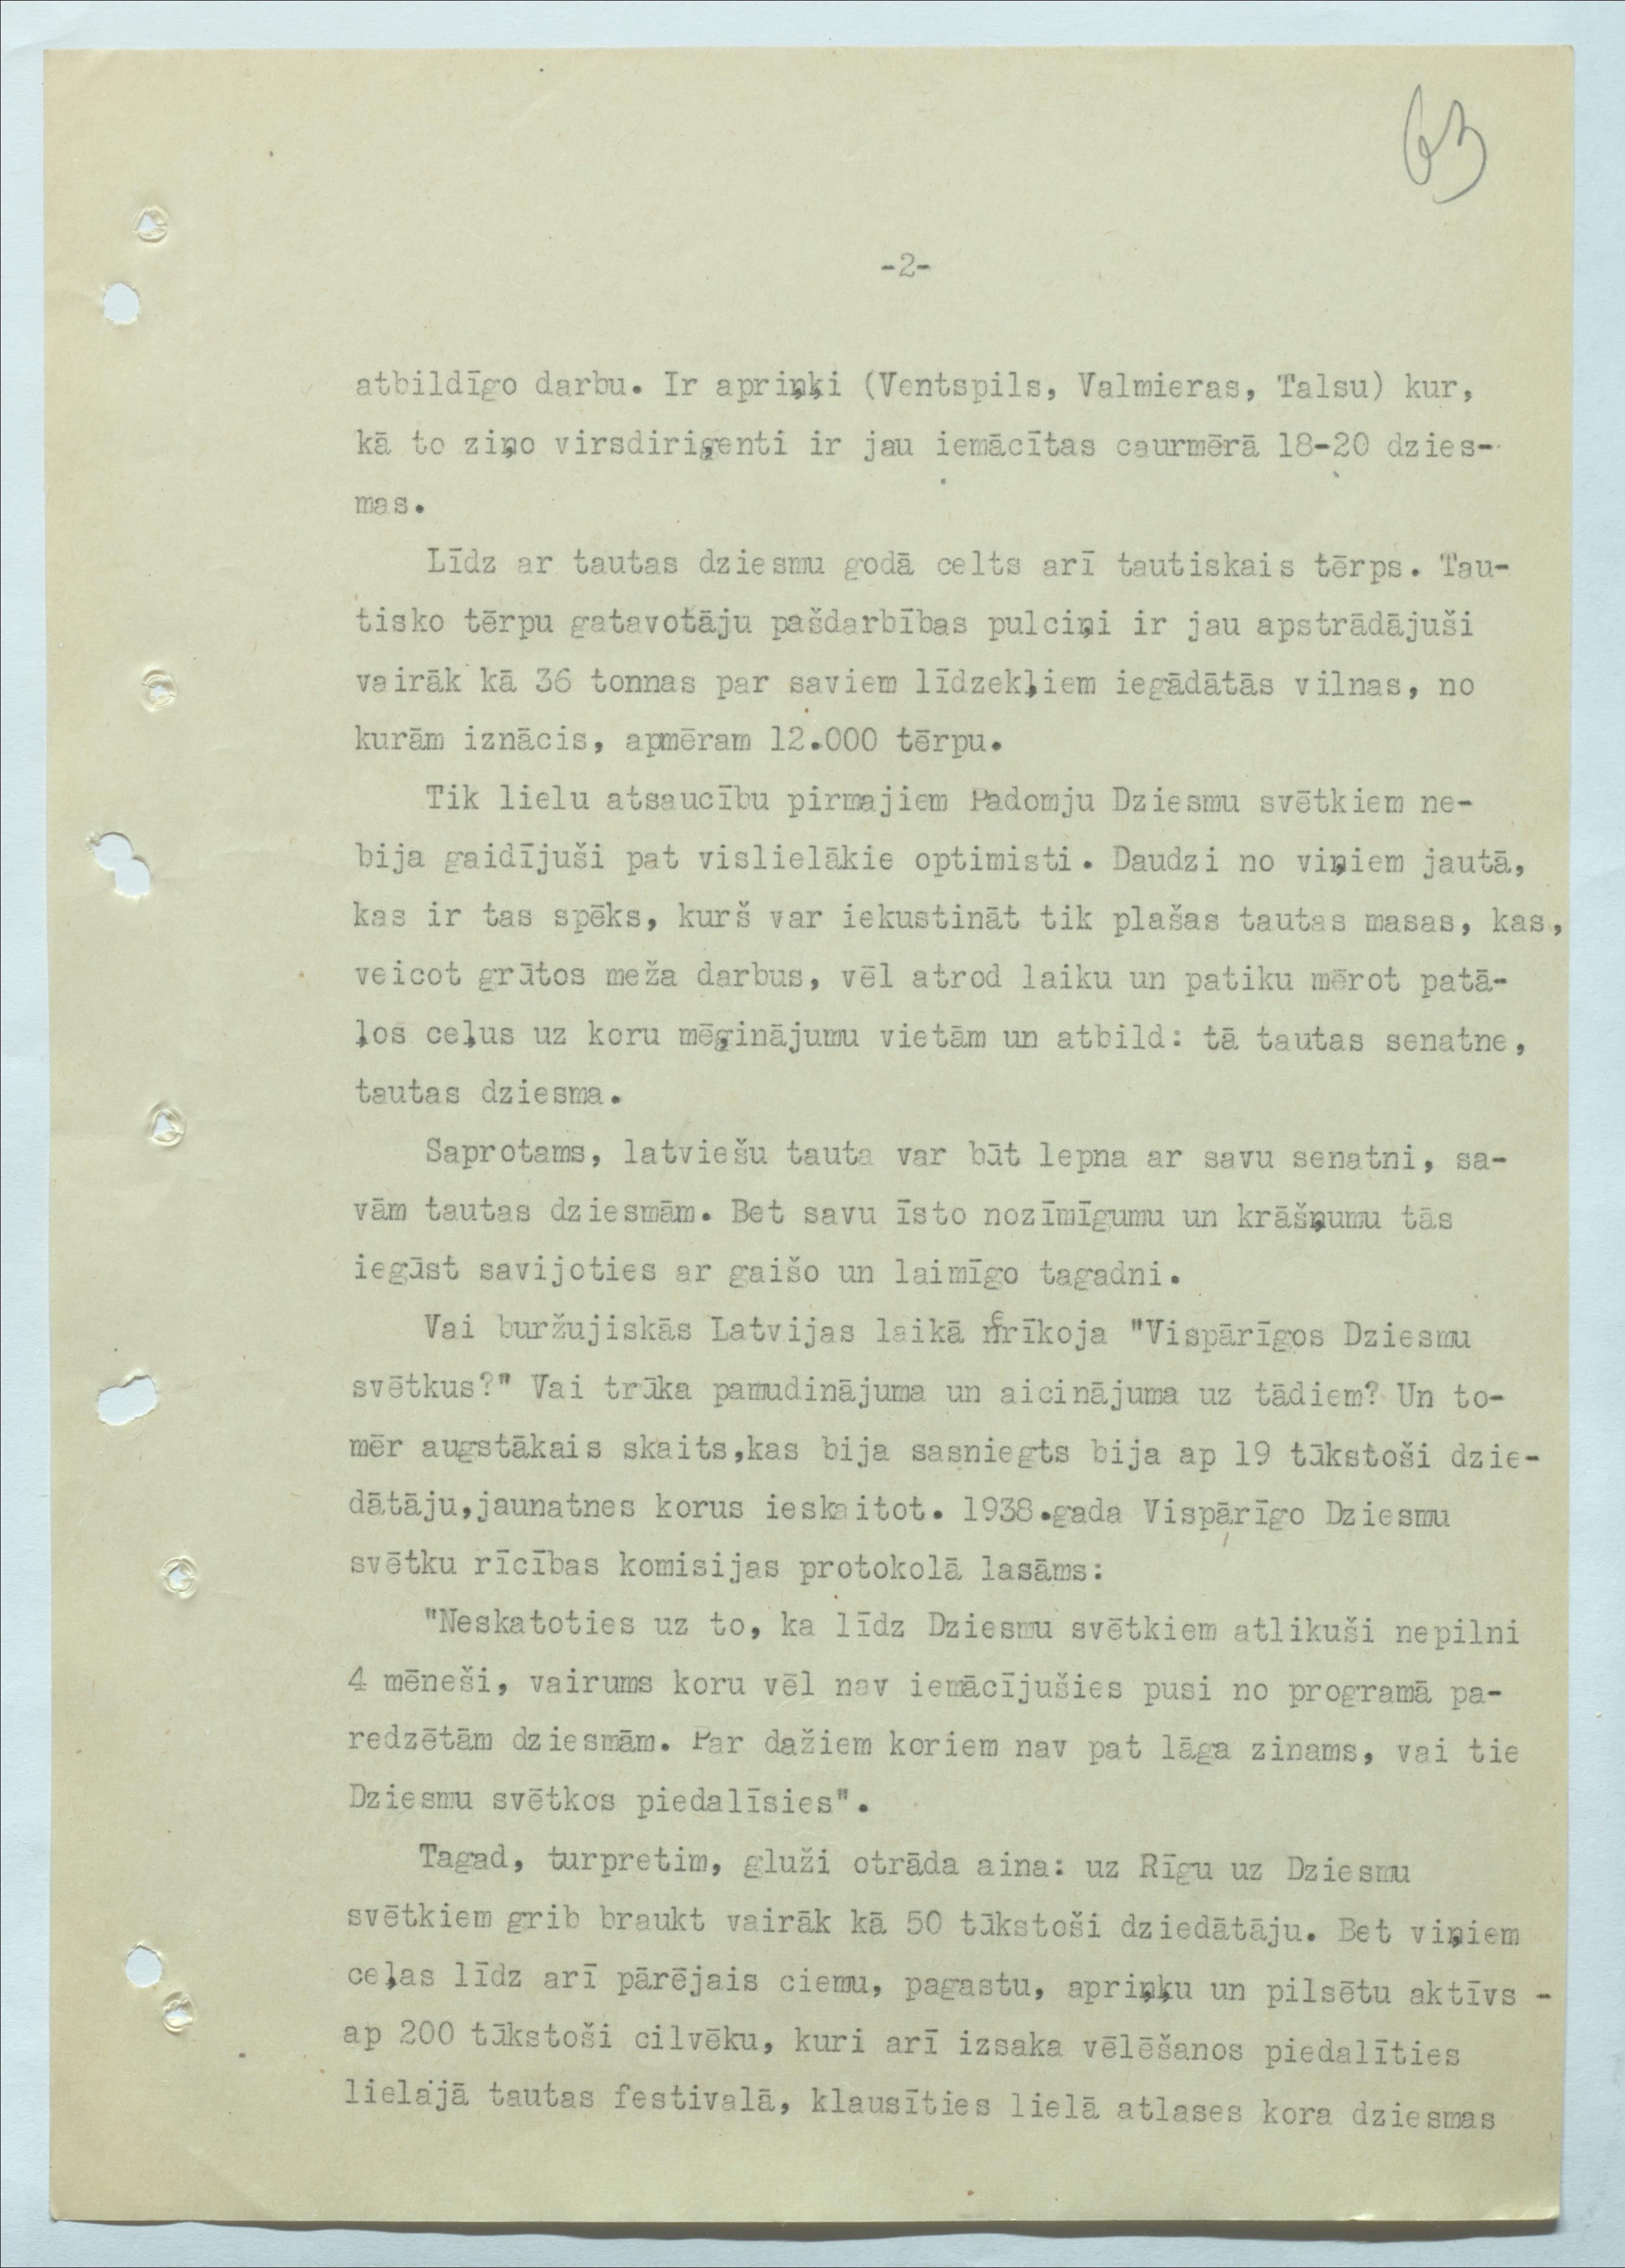 63
-2-
atbildīgo darbu. Ir apriņķi (Ventspils, Valmieras, Talsu) kur,
kā to ziņo virsdiriģenti ir jau iemācītas caurmērā 18-20 dzies-
mas.
Līdz ar tautas dziesmu godā celts arī tautiskais tērps. Tau-
tisko tērpu gatavotāju pašdarbības pulciņi ir jau apstrādājuši
vairāk kā 36 tonnas par saviem līdzekļiem iegādātās vilnas, no
kurām iznācis, apmēram 12.000 tērpu.
Tik lielu atsaucību pirmajiem Padomju Dziesmu svētkiem ne-
bija gaidījuši pat vislielākie optimisti. Daudzi no viņiem jautā,
kas ir tas spēks, kurš var iekustināt tik plašas tautas masas, kas,
veicot grūtos meža darbus, vēl atrod laiku un patiku mērot patā-
ļos ceļus uz koru mēģinājumu vietām un atbild: tā tautas senatne,
tautas dziesma.
Saprotams, latviešu tauta var būt lepna ar savu senatni, sa-
vām tautas dziesmām. Bet savu īsto nozīmīgumu un krāšņumu tās
iegūst savijoties ar gaišo un laimīgo tagadni.
Vai buržujiskās Latvijas laikā nerīkoja "Vispārīgos Dziesmu
svētkus?" Vai trūka pamudinājuma un aicinājuma uz tādiem? Un to-
mēr augstākais skaits,kas bija sasniegts bija ap 19 tūkstoši dzie-
dātāju,jaunatnes korus ieskaitot. 1938.gada Vispārīgo Dziesmu
svētku rīcības komisijas protokolā lasāms:
"Neskatoties uz to, ka līdz Dziesmu svētkiem atlikuši nepilni
4 mēneši, vairums koru vēl nav iemācījušies pusi no programā pa-
redzētām dziesmām. Par dažiem koriem nav pat lāga zinams, vai tie
Dziesmu svētkos piedalīsies".
Tagad, turpretim, gluži otrāda aina: uz Rīgu uz Dziesmu
svētkiem grib braukt vairāk kā 50 tūkstoši dziedātāju. Bet viņiem
ceļas līdz arī pārējais ciemu, pagastu, apriņķu un pilsētu aktīvs -
ap 200 tūkstoši cilvēku, kuri arī izsaka vēlēšanos piedalīties
lielajā tautas festivalā, klausīties lielā atlases kora dziesmas